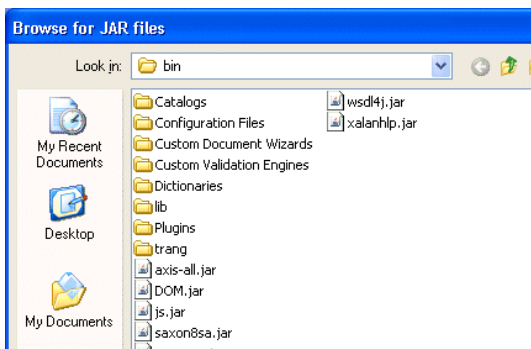 Browse for JAR files
Look in: bin
My Recent
Documents
Desktop
My Documents
Catalogs
Configuration Files
Custom Document Wizards
Custom Validation Engines
Dictionaries
lib
Plugins
trang
axis-all.jar
DOM.jar
js.jar
saxon8sa.jar
wsdl4j.jar
xalanhlp.jar